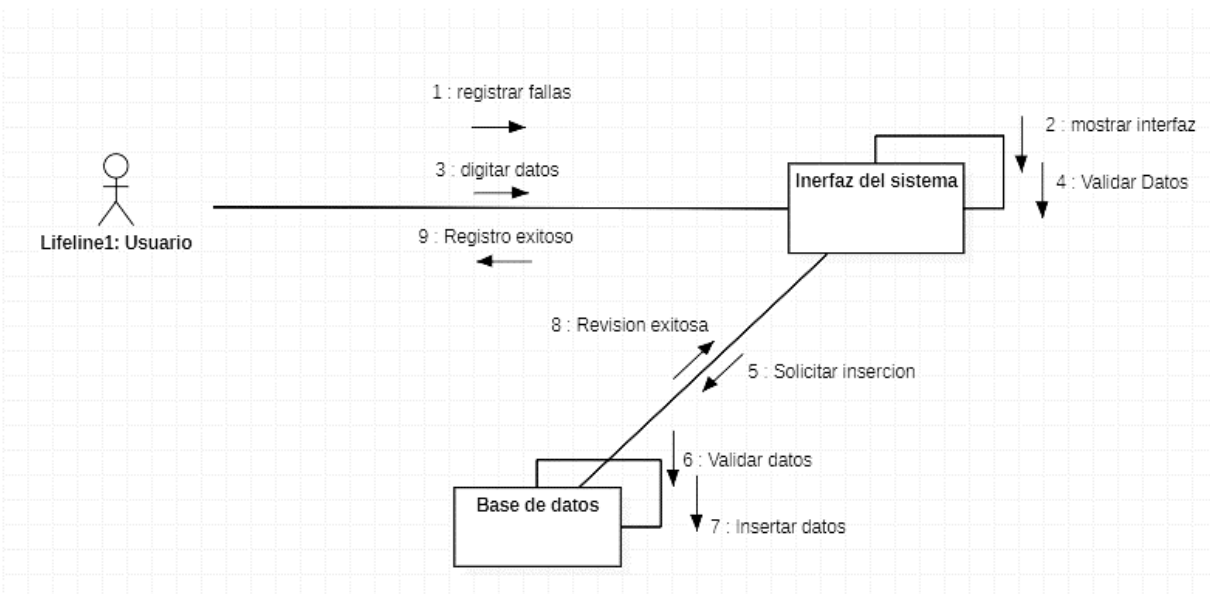 1 : registrar fallas
2 : mostrar interfaz
3 : digitar datos
Inerfaz del sistema
4 : Validar Datos
Lifeline1: Usuario
9 : Registro exitoso
8 : Revision exitosa
5 : Solicitar insercion
6 : Validar datos
Base de datos
7 : Insertar datos